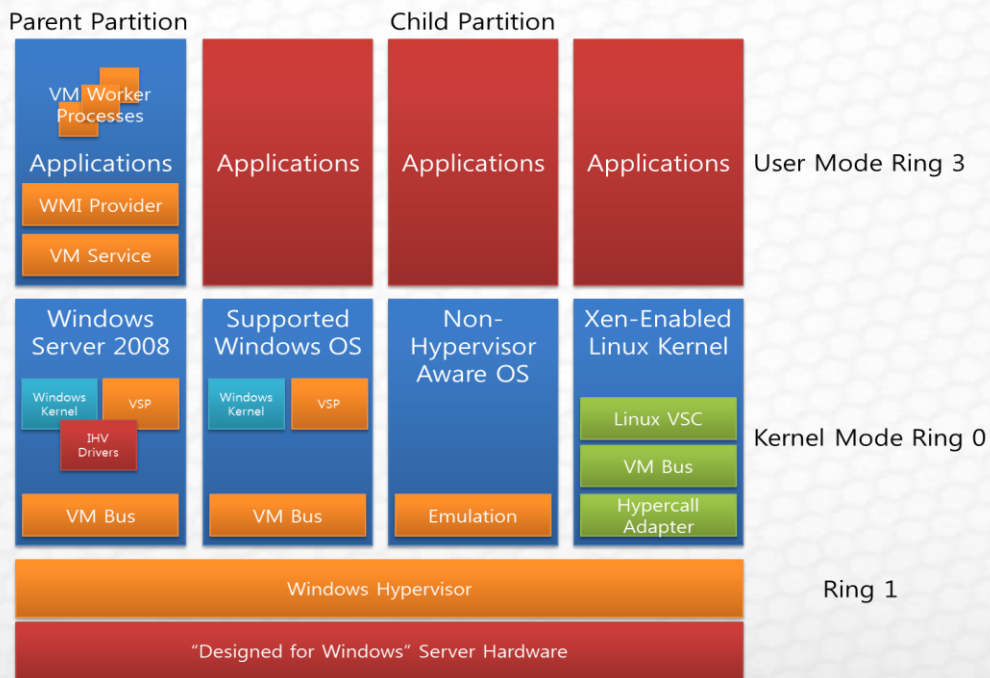 Parent Partition
Child Partition
VM Worker
Processes
Applications
WMI Provider
VM Service
Applications
Applications
Applications
User Mode Ring 3
Windows
Server 2008
Windows
Kernel
VSP
IHV
Drivers
VM Bus
Supported
Windows OS
Windows
Kernel
VSP
VM Bus
Non-
Hypervisor
Aware OS
Emulation
Xen-Enabled
Linux Kernel
Linux VSC
VM Bus
Hypercall
Adapter
Kernel Mode Ring 0
Windows Hypervisor
Ring 1
“Designed for Windows” Server Hardware